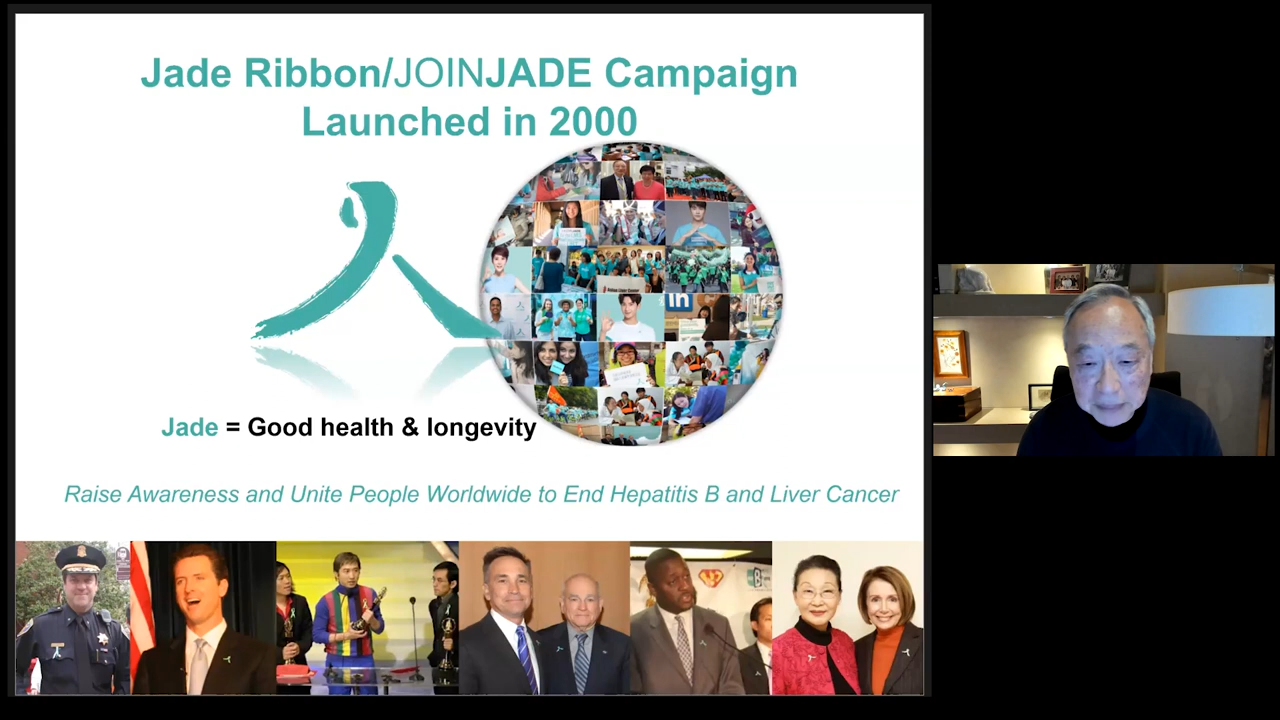 Jade Ribbon/JOINJADE Campaign
Launched in 2000
Jade = Good health & longevity
Raise Awareness and Unite People Worldwide to End Hepatitis B and Liver Cancer